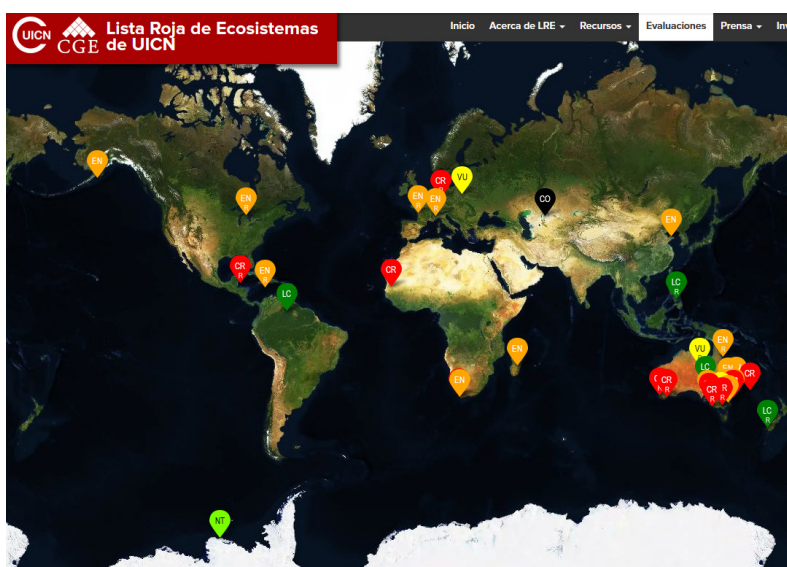 UICN
CGE
Lista Roja de Ecosistemas
de UICN
Inicio Acerca de LRE Recursos Evaluaciones Prensa
EN
EN R
CR R
EN R
LC
CR
EN
EN R
CR R
VU
CO
EN
LC R
EN R
EN
EN R
VU
LC
EN
CR
CR R
CR R
R R
LC R
NT